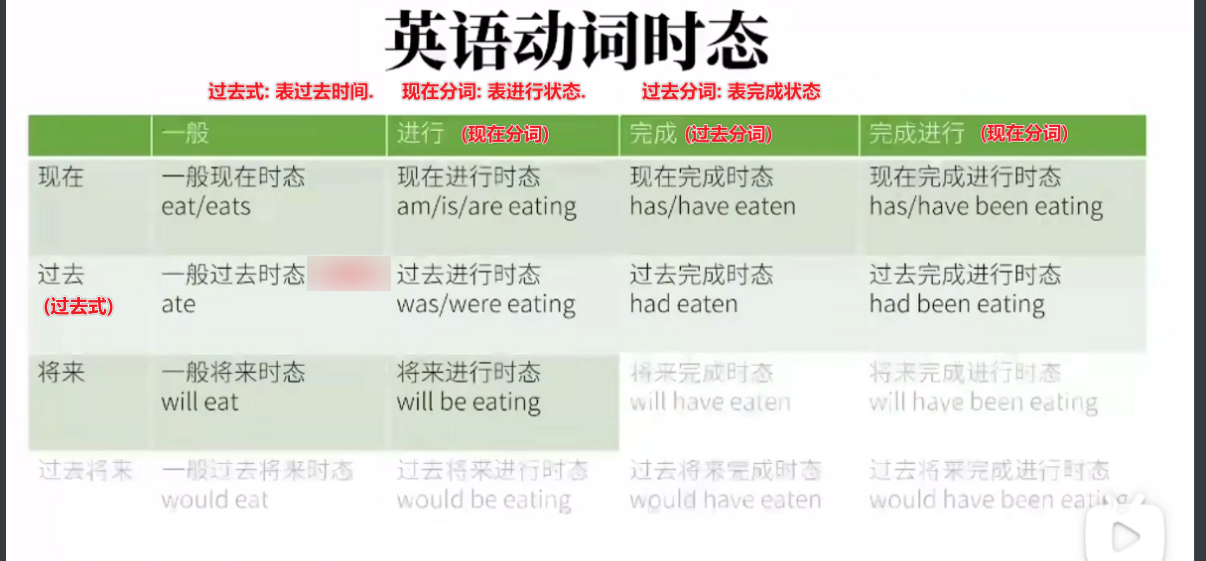 英语动词时态
过去式: 表过去时间. 现在分词: 表进行状态. 过去分词: 表完成状态
一般 进行 (现在分词) 完成 (过去分词) 完成进行 (现在分词)
现在 一般现在时态 现在进行时态 现在完成时态 现在完成进行时态
eat/eats am/is/are eating has/have eaten has/have been eating
过去 一般过去时态 过去进行时态 过去完成时态 过去完成进行时态
(过去式) ate was/were eating had eaten had been eating
将来 一般将来时态 将来进行时态 将来完成时态 将来完成进行时态
will eat will be eating will have eaten will have been eating
过去将来 一般过去将来时态 过去将来进行时态 过去将来完成时态 过去将来完成进行时态
would eat would be eating would have eaten would have been eating